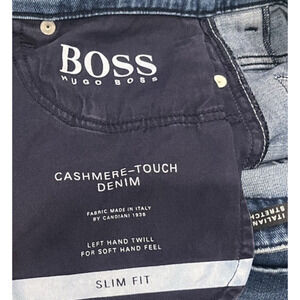 BOSS
HUGO BOSS
CASHMERE-TOUCH
DENIM
FABRIC MADE IN ITALY
BY CANDIANI 1938
LEFT HAND TWILL
FOR SOFT HAND FEEL
SLIM FIT
ITALIAN
STRETCH